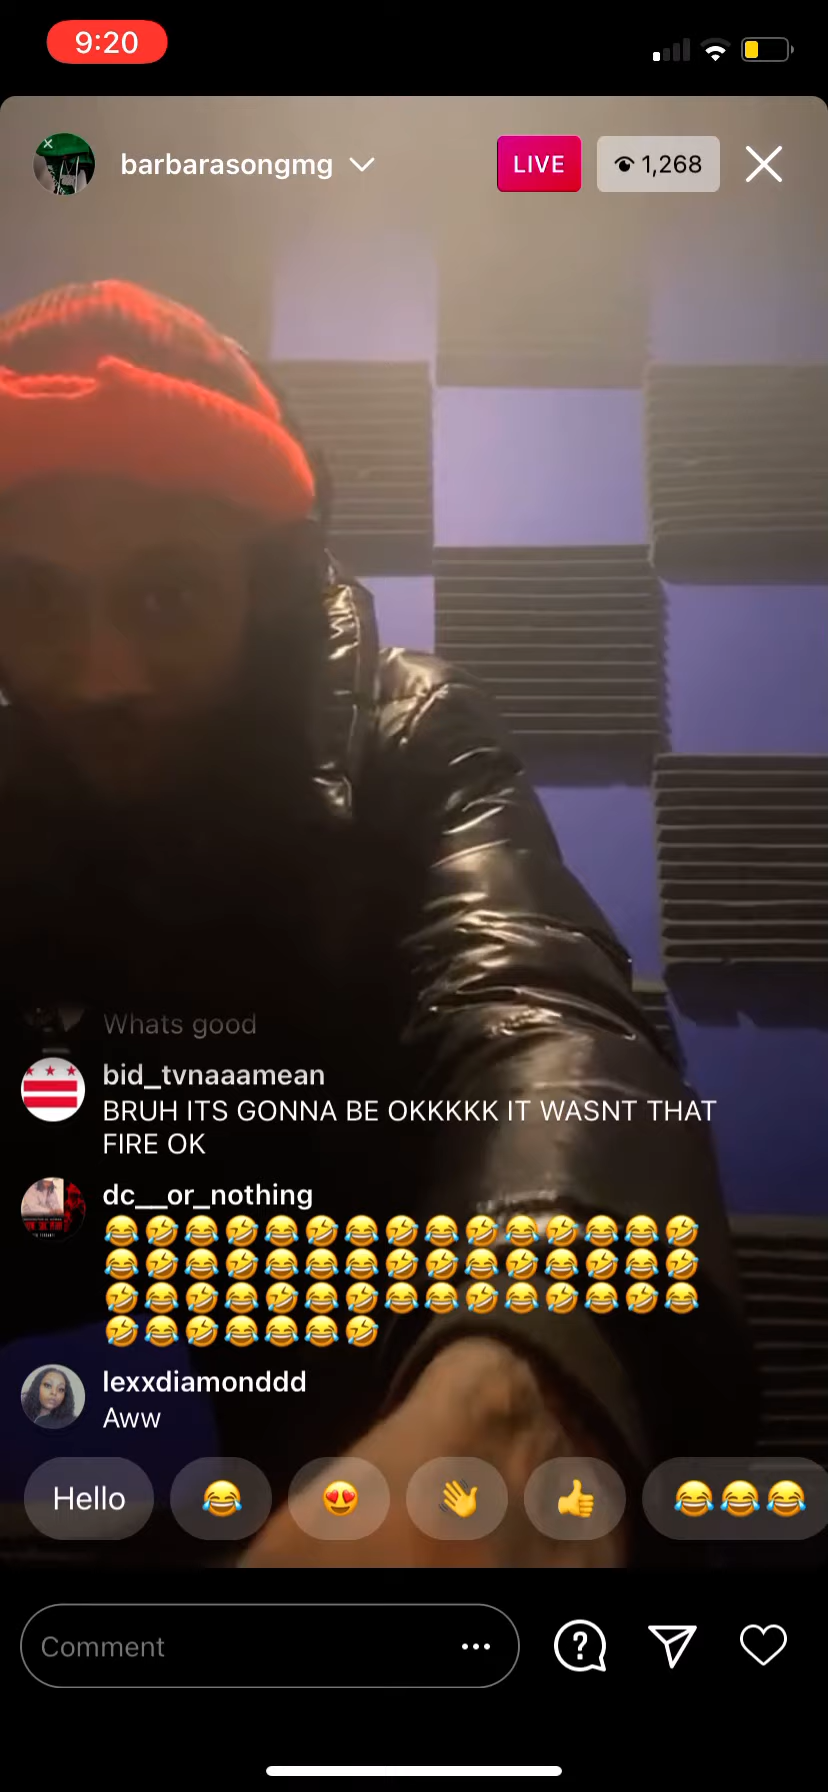 9:20
barbarasongmg
LIVE
1,268
Whats good
bid_tvnaaamean
BRUH ITS GONNA BE OKKKKK IT WASNT THAT
FIRE OK
dc__or_nothing
😂🤣😂🤣😂🤣😂🤣😂🤣😂🤣😂😂🤣
😂🤣😂🤣😂😂😂🤣🤣😂🤣😂🤣😂🤣
🤣😂🤣😂🤣😂🤣😂😂🤣😂🤣😂🤣😂
🤣😂🤣😂😂😂🤣
lexxdiamonddd
Aww
Hello 😂 😍 👋 👍 😂😂😂
Comment